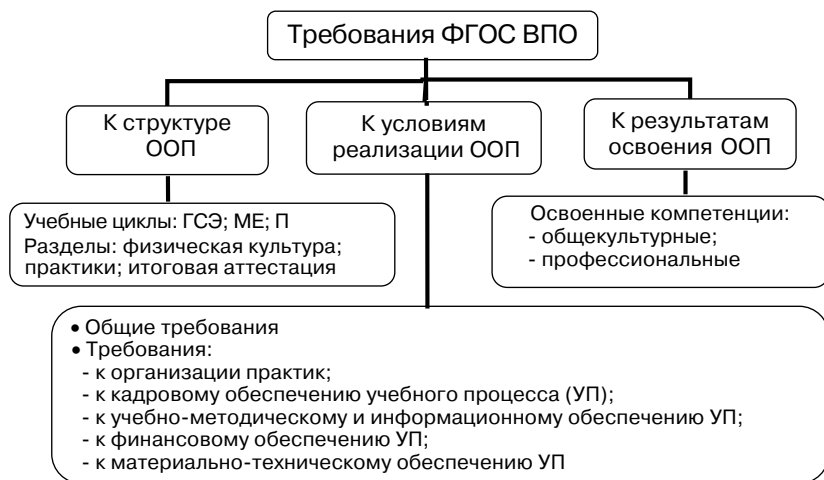 Требования ФГОС ВПО
К структуре
ООП
К условиям
реализации ООП
К результатам
освоения ООП
Учебные циклы: ГСЭ; МЕ; П
Разделы: физическая культура;
практики; итоговая аттестация
Освоенные компетенции:
- общекультурные;
- профессиональные
• Общие требования
• Требования:
- к организации практик;
- к кадровому обеспечению учебного процесса (УП);
- к учебно-методическому и информационному обеспечению УП;
- к финансовому обеспечению УП;
- к материально-техническому обеспечению УП